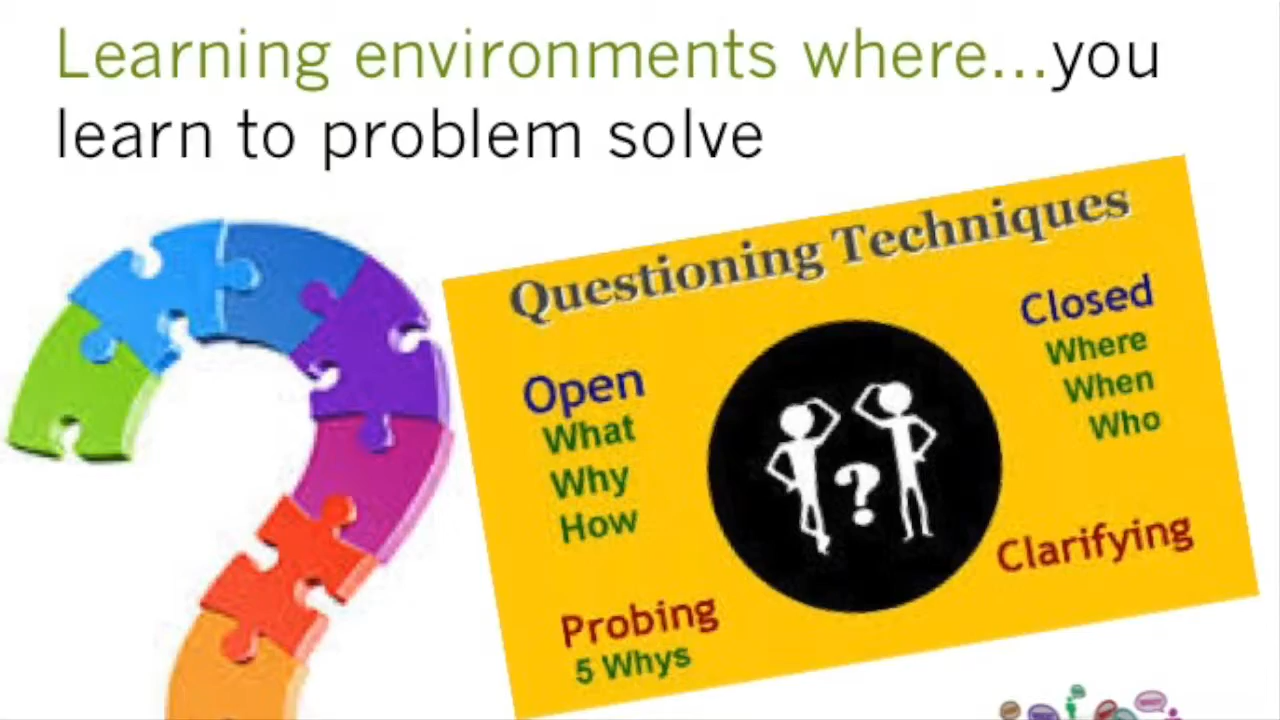 Learning environments where...you
learn to problem solve
Questioning Techniques
Open
What
Why
How
Closed
Where
When
Who
?
Probing
5 Whys
Clarifying